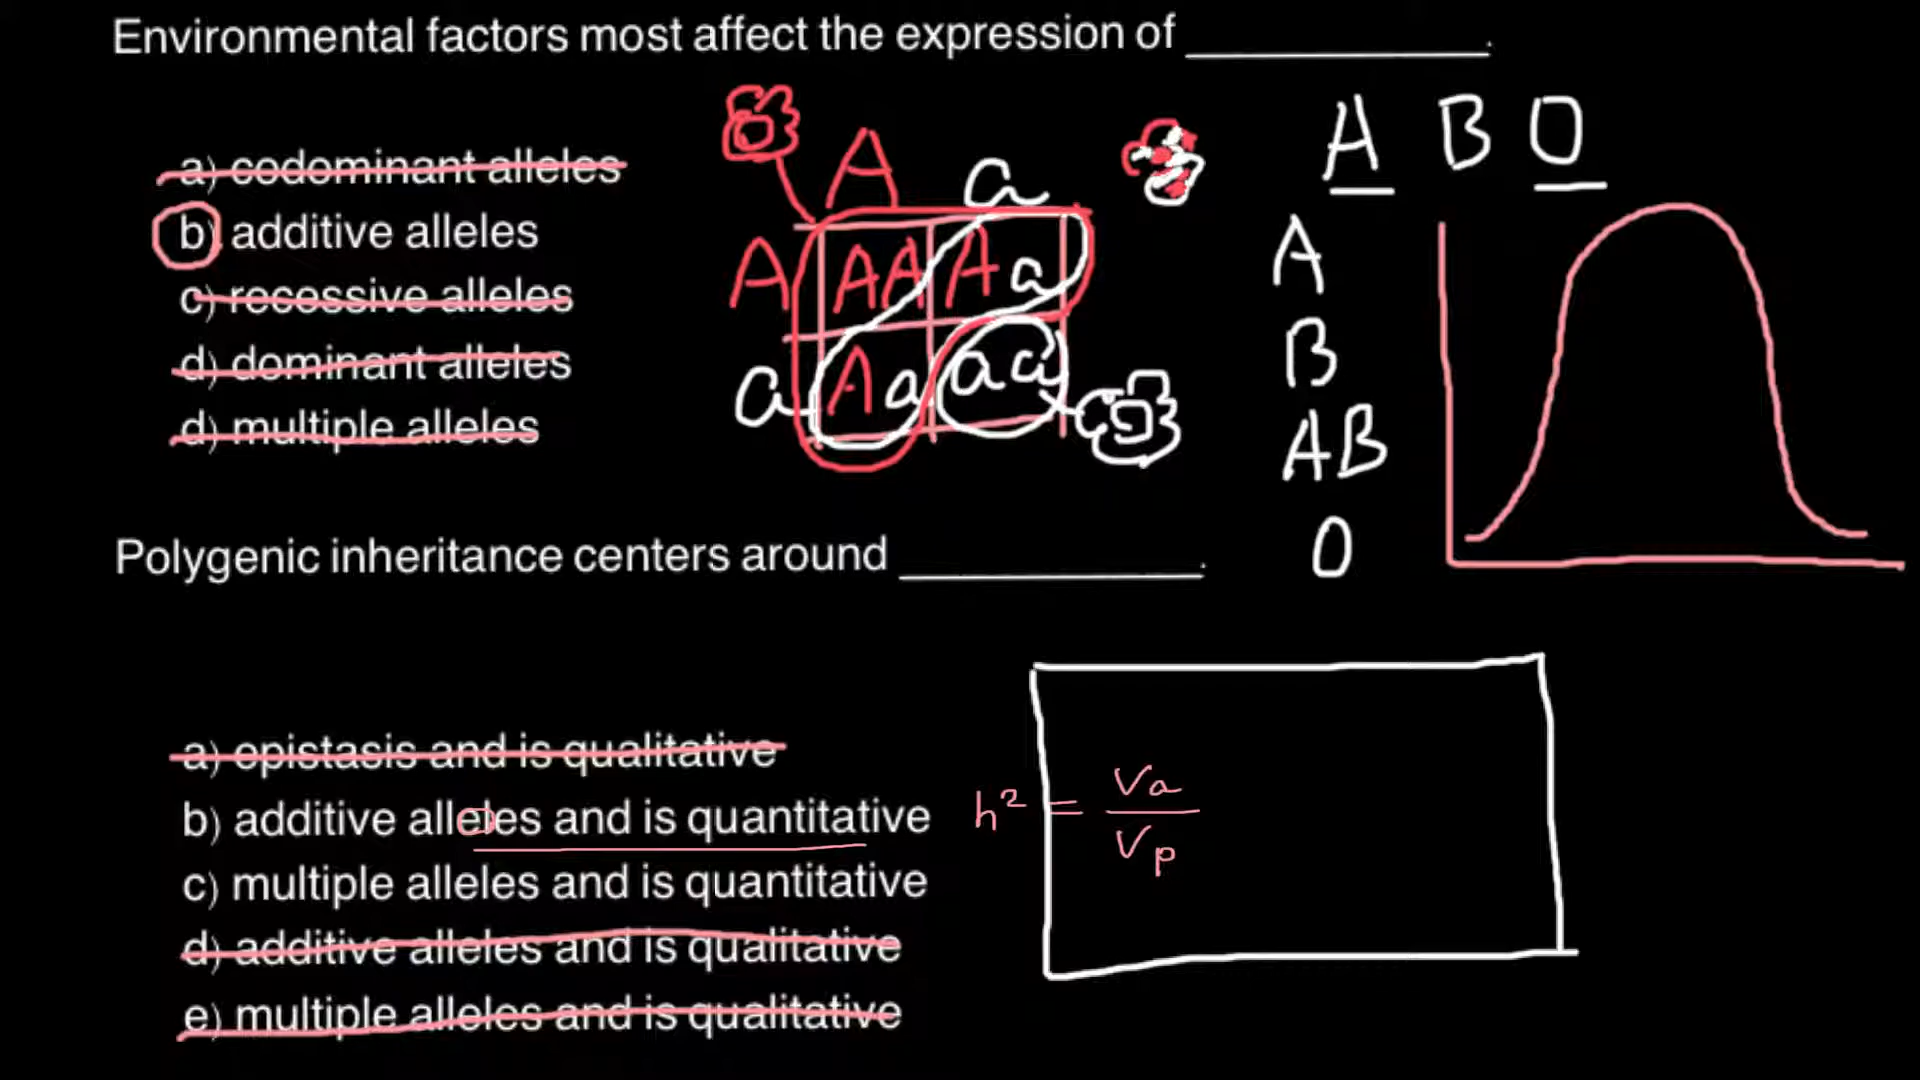 Environmental factors most affect the expression of ____________.
a) codominant alleles
b) additive alleles
c) recessive alleles
d) dominant alleles
d) multiple alleles
A a
A AA Aa
a Aa aa
A B O
A
B
AB
O
Polygenic inheritance centers around ____________.
a) epistasis and is qualitative
b) additive alleles and is quantitative
c) multiple alleles and is quantitative
d) additive alleles and is qualitative
e) multiple alleles and is qualitative
h² = Va
Vp